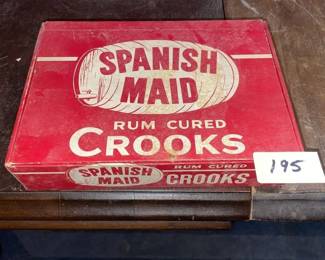 SPANISH
MAID
RUM CURED
CROOKS
SPANISH
MAID
RUM CURED
CROOKS
195